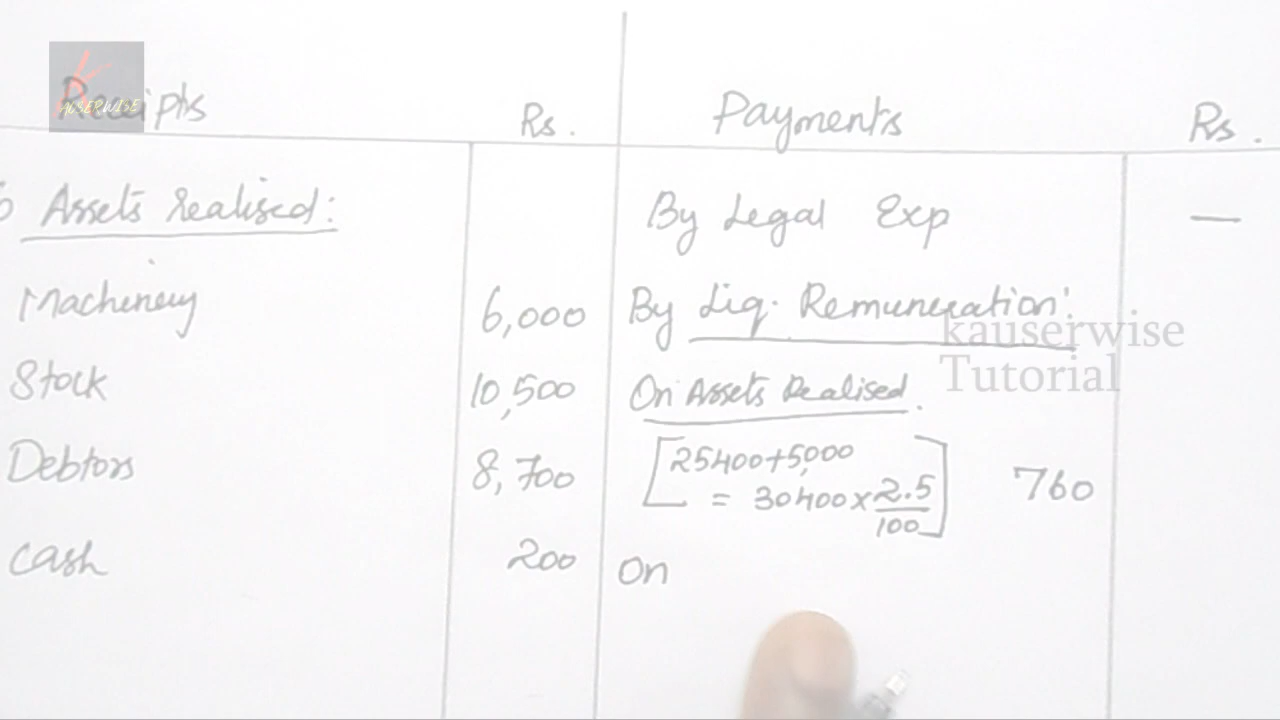 KAUSERWISE
Receipts Rs. Payments Rs.
Assets realised: By Legal Exp —
Machinery 6,000 By Liq. Remuneration:
kauserwise
Tutorial
Stock 10,500 On Assets Realised.
Debtors 8,700 [25400+5,000
= 30400 × 2.5/100] 760
Cash 200 On